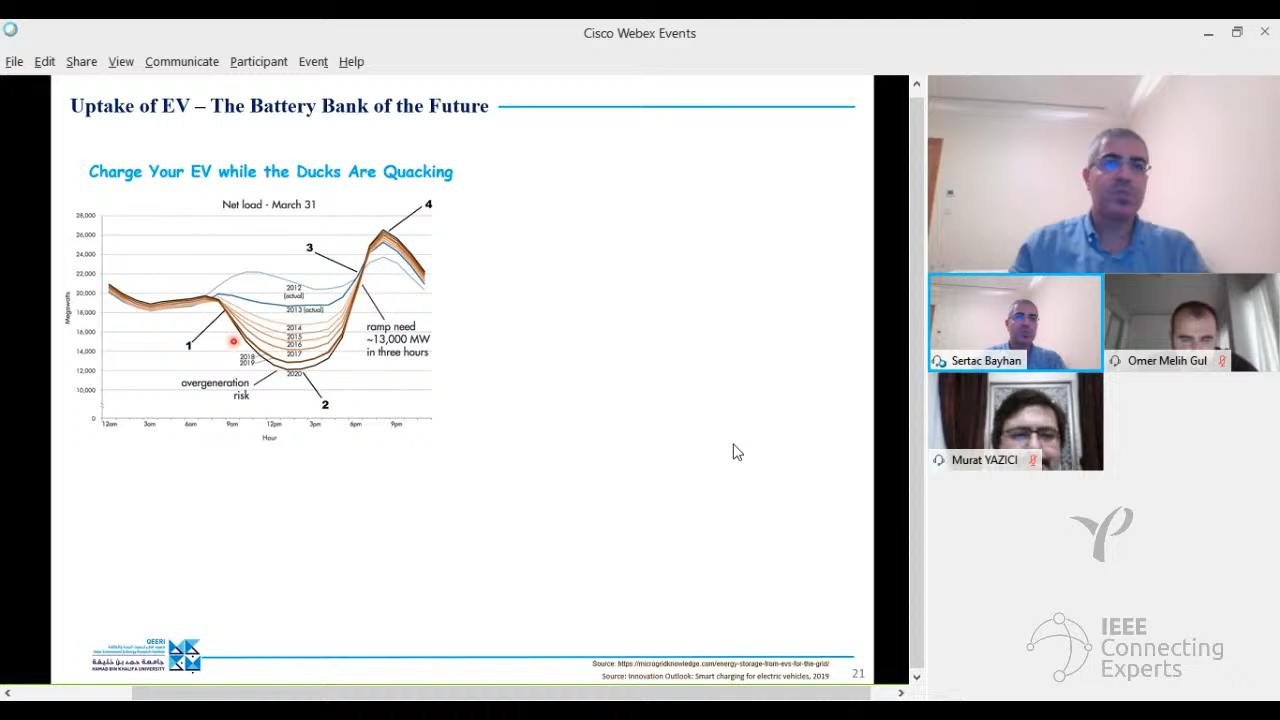 Cisco Webex Events
File Edit Share View Communicate Participant Event Help
Uptake of EV – The Battery Bank of the Future
Charge Your EV while the Ducks Are Quacking
Net load - March 31
Megawatts
28,000
26,000
24,000
22,000
20,000
18,000
16,000
14,000
12,000
10,000
0
4
3
2012
(actual)
2013 (actual)
2014
2015
2016
2017
2018
2019
2020
1
2
ramp need
~13,000 MW
in three hours
overgeneration
risk
12am 3am 6am 9am 12pm 3pm 6pm 9pm
Hour
QEERI
جامعة حمد بن خليفة
HAMAD BIN KHALIFA UNIVERSITY
Source: https://microgridknowledge.com/energy-storage-from-evs-for-the-grid/
Source: Innovation Outlook: Smart charging for electric vehicles, 2019
21
Sertac Bayhan
Omer Melih Gul
Murat YAZICI
IEEE
Connecting
Experts